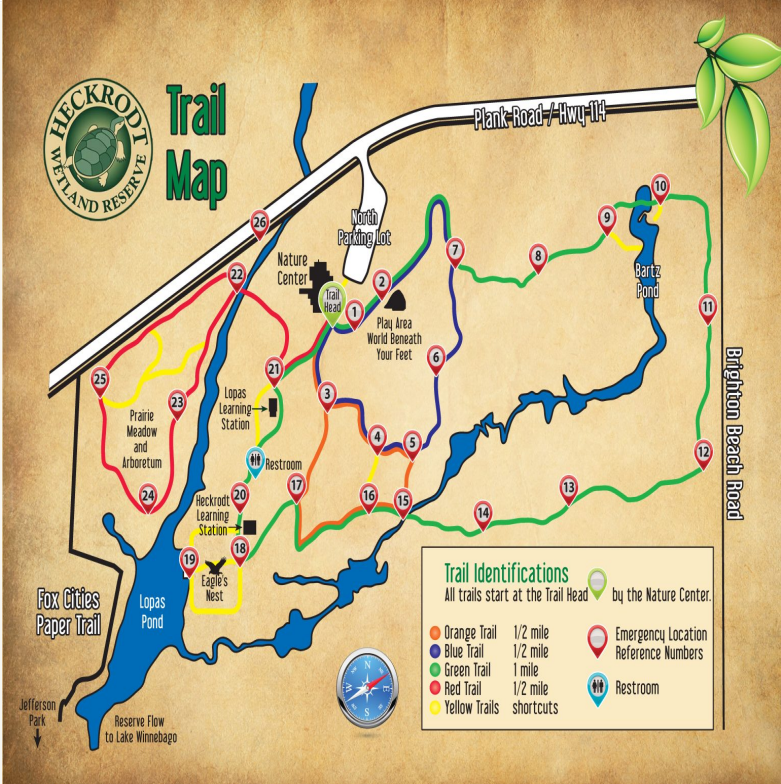 HECKRODT
WETLAND RESERVE
Trail
Map
Plank Road / Hwy 114
26
North
Parking Lot
10
9
22
Nature
Center
Trail
Head
1
2
7
8
Bartz
Pond
Play Area
World Beneath
Your Feet
11
6
21
25
23
Prairie
Meadow
and
Arboretum
24
Lopas
Learning
Station
3
4
5
Brighton Beach Road
12
Restroom
20
17
16
15
14
13
Heckrodt
Learning
Station
19
18
Eagle's
Nest
Fox Cities
Paper Trail
Lopas
Pond
Jefferson
Park
Reserve Flow
to Lake Winnebago
N
E
S
W
Trail Identifications
All trails start at the Trail Head by the Nature Center.
Orange Trail 1/2 mile
Blue Trail 1/2 mile
Green Trail 1 mile
Red Trail 1/2 mile
Yellow Trails shortcuts
Emergency Location
Reference Numbers
Restroom